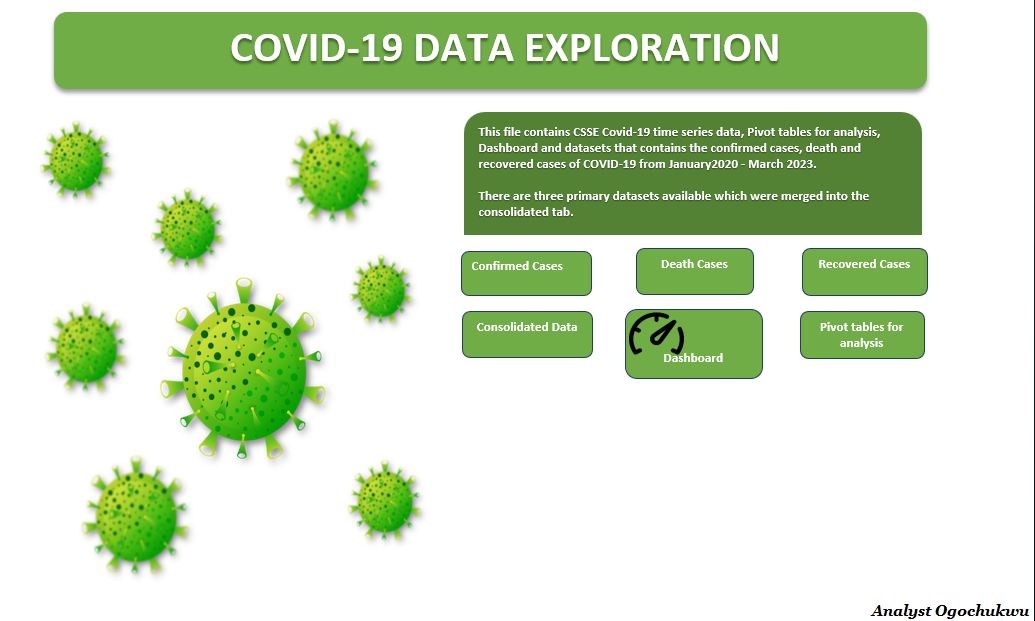 COVID-19 DATA EXPLORATION
This file contains CSSE Covid-19 time series data, Pivot tables for analysis,
Dashboard and datasets that contains the confirmed cases, death and
recovered cases of COVID-19 from January2020 - March 2023.
There are three primary datasets available which were merged into the
consolidated tab.
Confirmed Cases
Death Cases
Recovered Cases
Consolidated Data
Dashboard
Pivot tables for
analysis
Analyst Ogochukwu